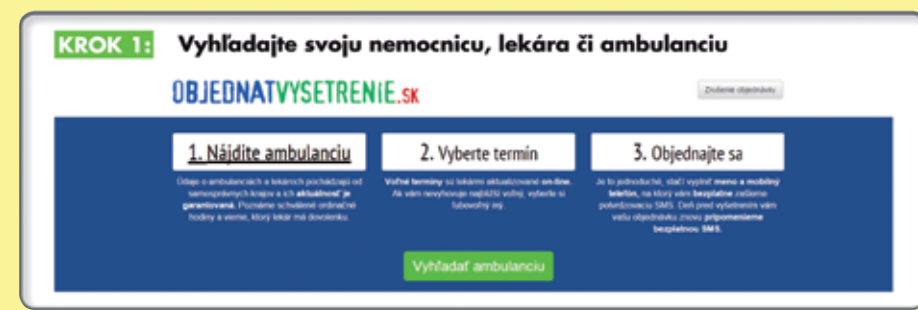 KROK 1: Vyhľadajte svoju nemocnicu, lekára či ambulanciu
OBJEDNATVYSETRENIE.SK
Zrušenie objednávky
1. Nájdite ambulanciu
Údaje o ambulanciách a lekároch pochádzajú od
samosprávnych krajov a ich aktuálnosť je
garantovaná. Poznáme schválené ordinačné
hodiny a vieme, ktorý lekár má dovolenku.
2. Vyberte termín
Voľné termíny sú lekármi aktualizované on-line.
Ak vám nevyhovuje najbližší voľný, vyberte si
ľubovoľný iný.
3. Objednajte sa
Je to jednoduché, stačí vyplniť meno a mobilný
telefón, na ktorý vám bezplatne zašleme
potvrdzovaciu SMS. Deň pred vyšetrením vám
vašu objednávku znovu pripomenieme
bezplatnou SMS.
Vyhľadať ambulanciu